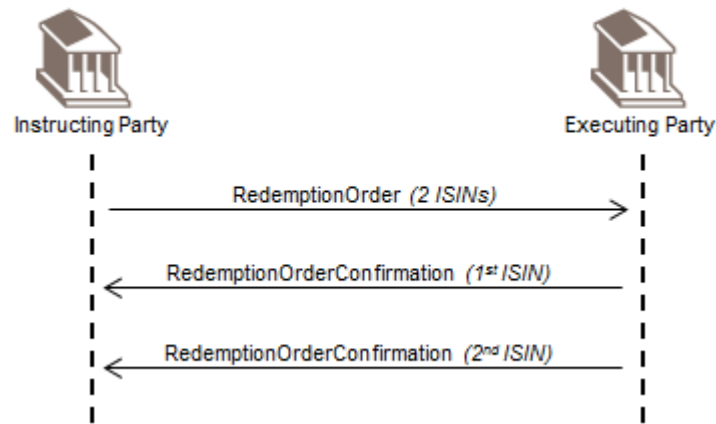 Instructing Party
Executing Party
RedemptionOrder (2 ISINs)
RedemptionOrderConfirmation (1st ISIN)
RedemptionOrderConfirmation (2nd ISIN)